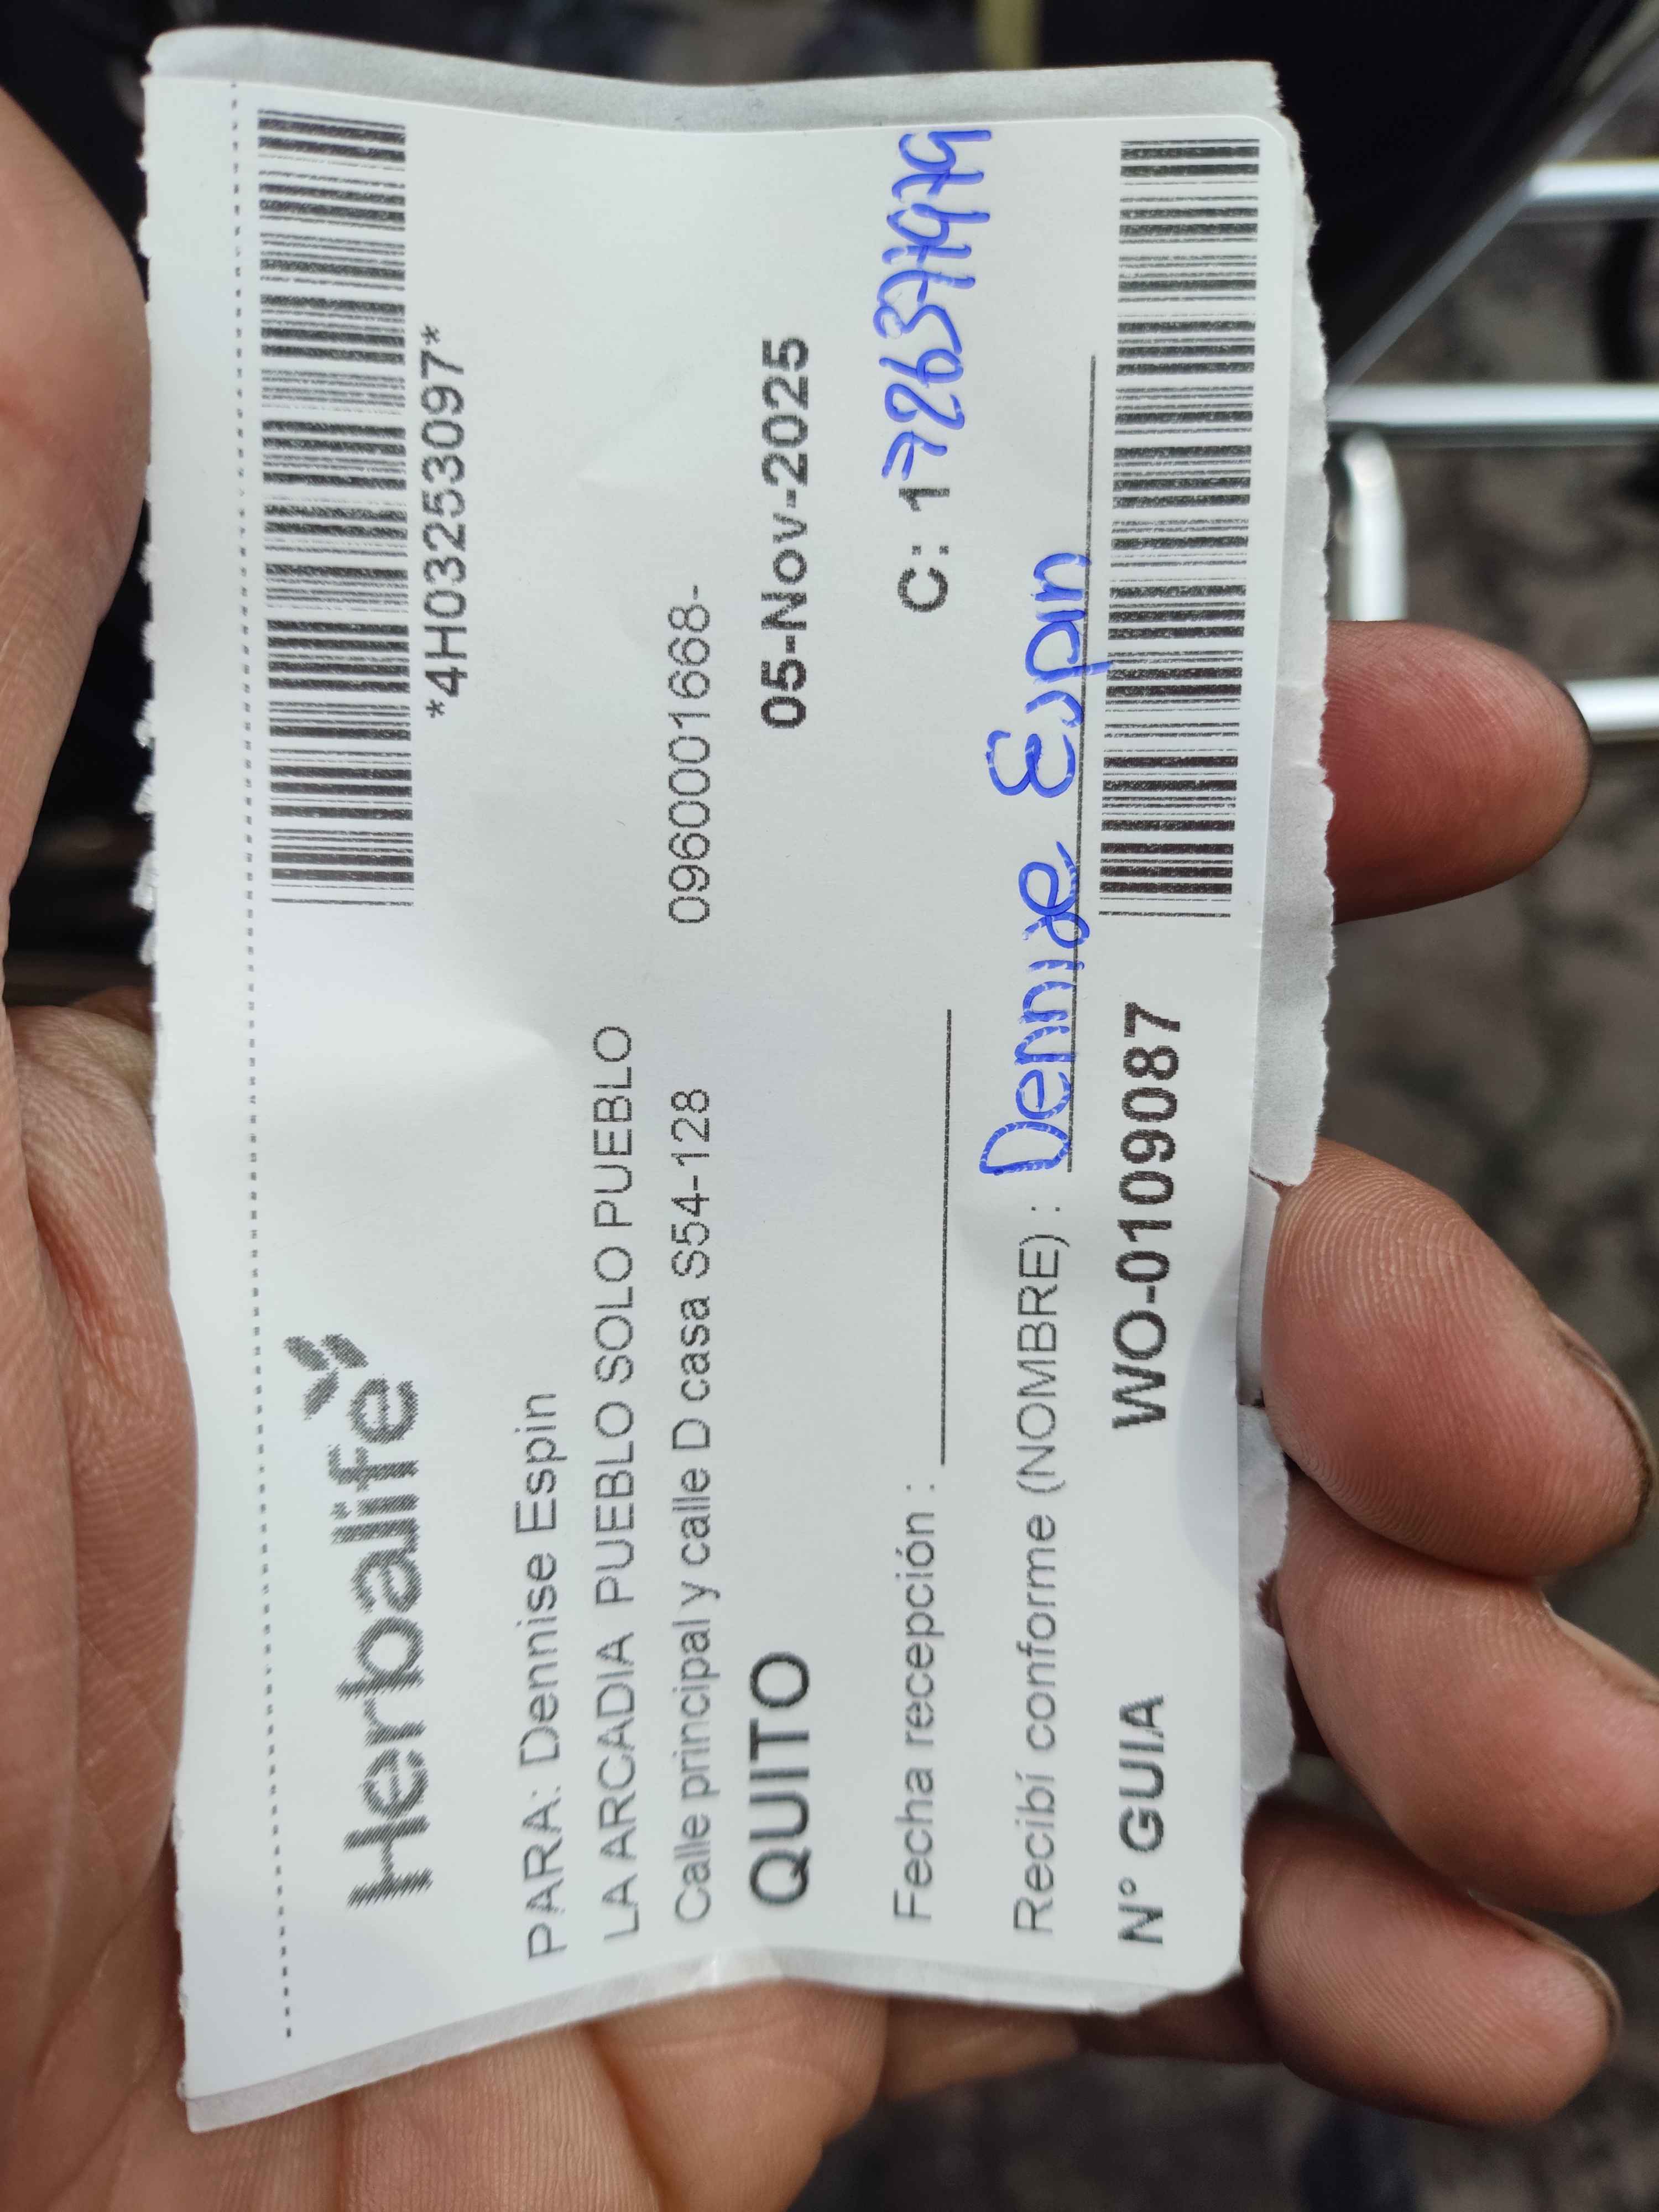 Herbalife
*4H03253097*
PARA: Dennise Espin
LA ARCADIA PUEBLO SOLO PUEBLO
Calle principal y calle D casa S54-128 0960001668-
QUITO 05-Nov-2025
Fecha recepción : C: 1
Recibí conforme (NOMBRE) : Dennise Espin
N° GUIA WO-0109087